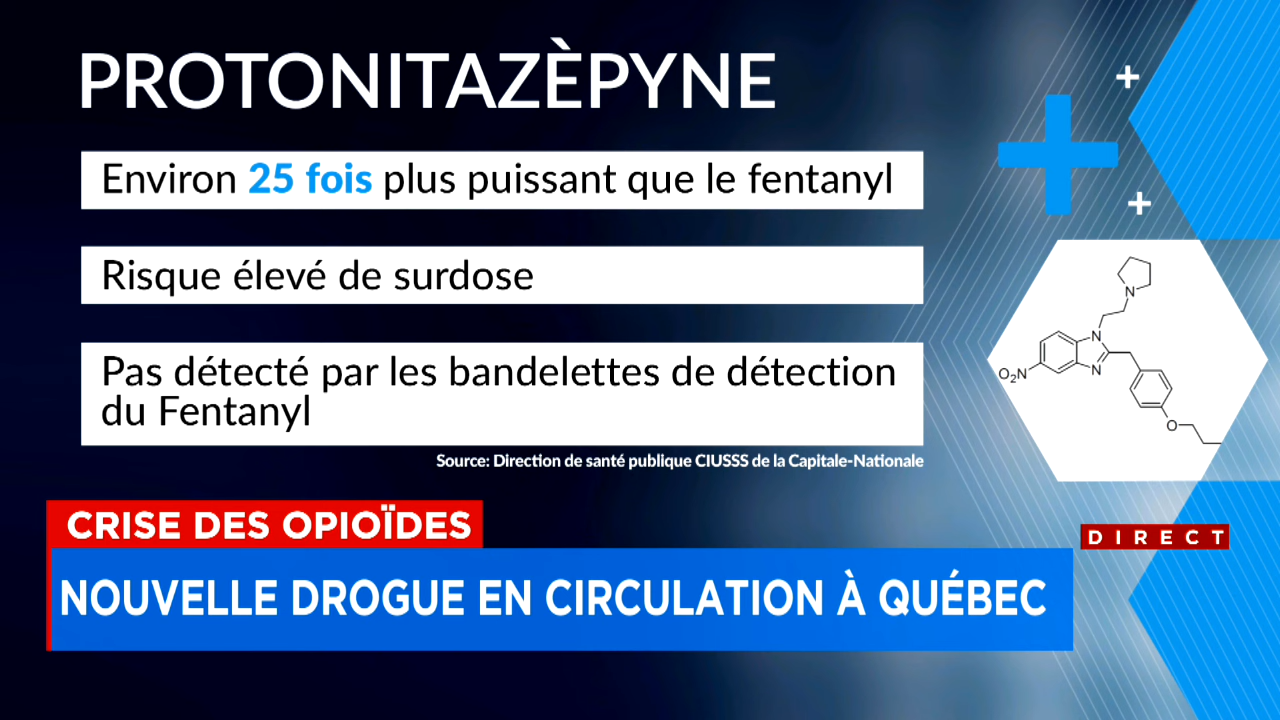 PROTONITAZÈPYNE
Environ 25 fois plus puissant que le fentanyl
Risque élevé de surdose
Pas détecté par les bandelettes de détection
du Fentanyl
Source: Direction de santé publique CIUSSS de la Capitale-Nationale
N
N
N
O₂N
O
CRISE DES OPIOÏDES
DIRECT
NOUVELLE DROGUE EN CIRCULATION À QUÉBEC